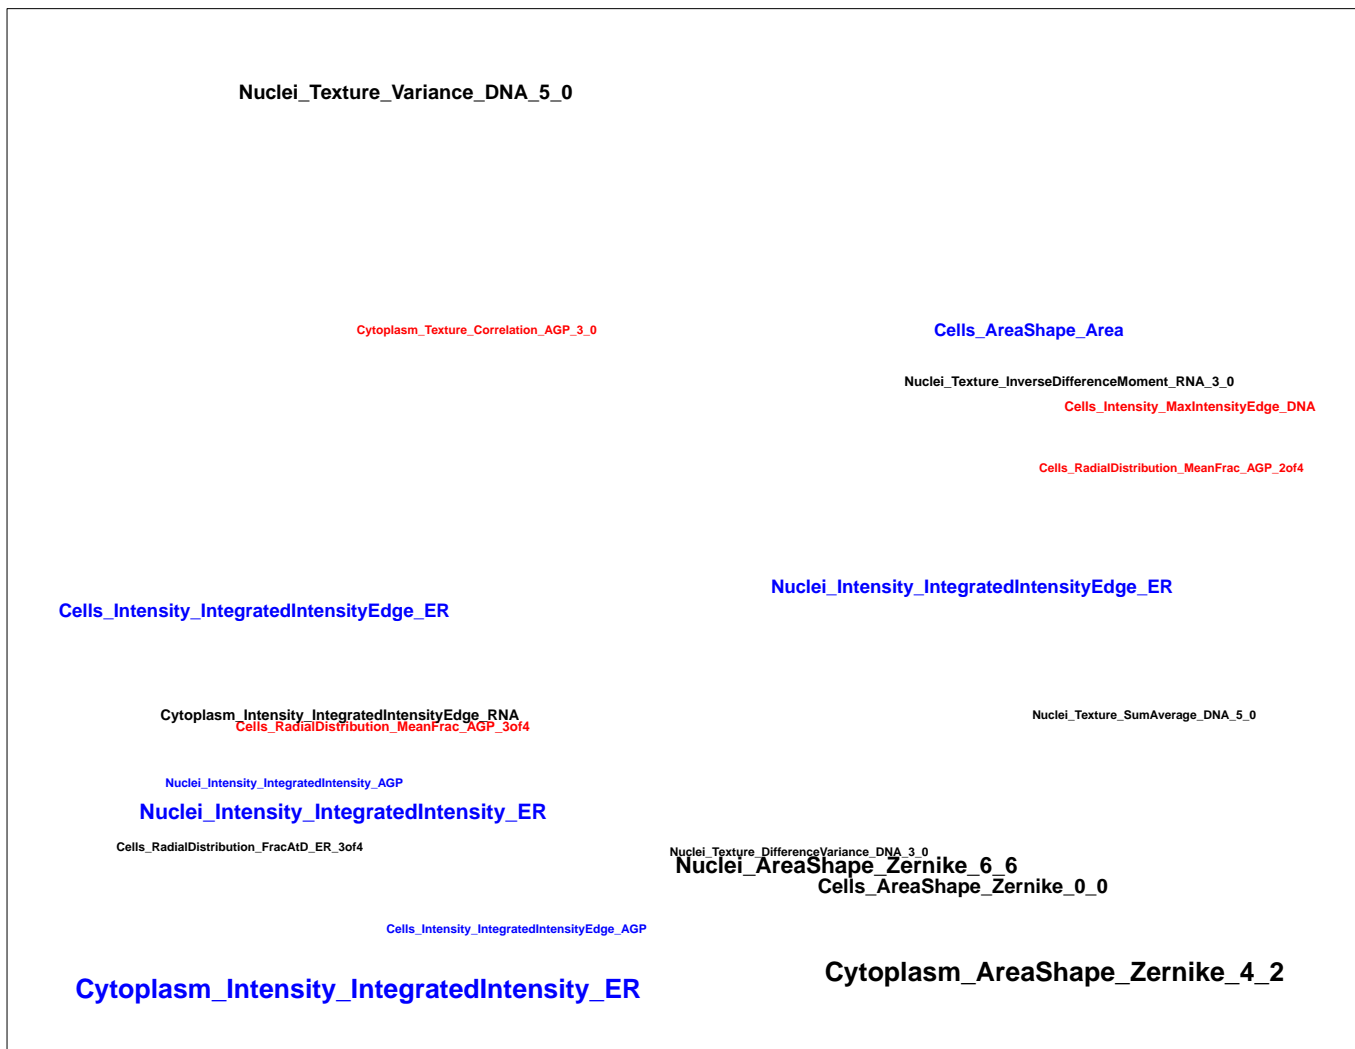 Nuclei_Texture_Variance_DNA_5_0
Cytoplasm_Texture_Correlation_AGP_3_0
Cells_AreaShape_Area
Nuclei_Texture_InverseDifferenceMoment_RNA_3_0
Cells_Intensity_MaxIntensityEdge_DNA
Cells_RadialDistribution_MeanFrac_AGP_2of4
Nuclei_Intensity_IntegratedIntensityEdge_ER
Cells_Intensity_IntegratedIntensityEdge_ER
Cytoplasm_Intensity_IntegratedIntensityEdge_RNA
Nuclei_Texture_SumAverage_DNA_5_0
Cells_RadialDistribution_MeanFrac_AGP_3of4
Nuclei_Intensity_IntegratedIntensity_AGP
Nuclei_Intensity_IntegratedIntensity_ER
Cells_RadialDistribution_FracAtD_ER_3of4
Nuclei_Texture_DifferenceVariance_DNA_3_0
Nuclei_AreaShape_Zernike_6_6
Cells_AreaShape_Zernike_0_0
Cells_Intensity_IntegratedIntensityEdge_AGP
Cytoplasm_AreaShape_Zernike_4_2
Cytoplasm_Intensity_IntegratedIntensity_ER